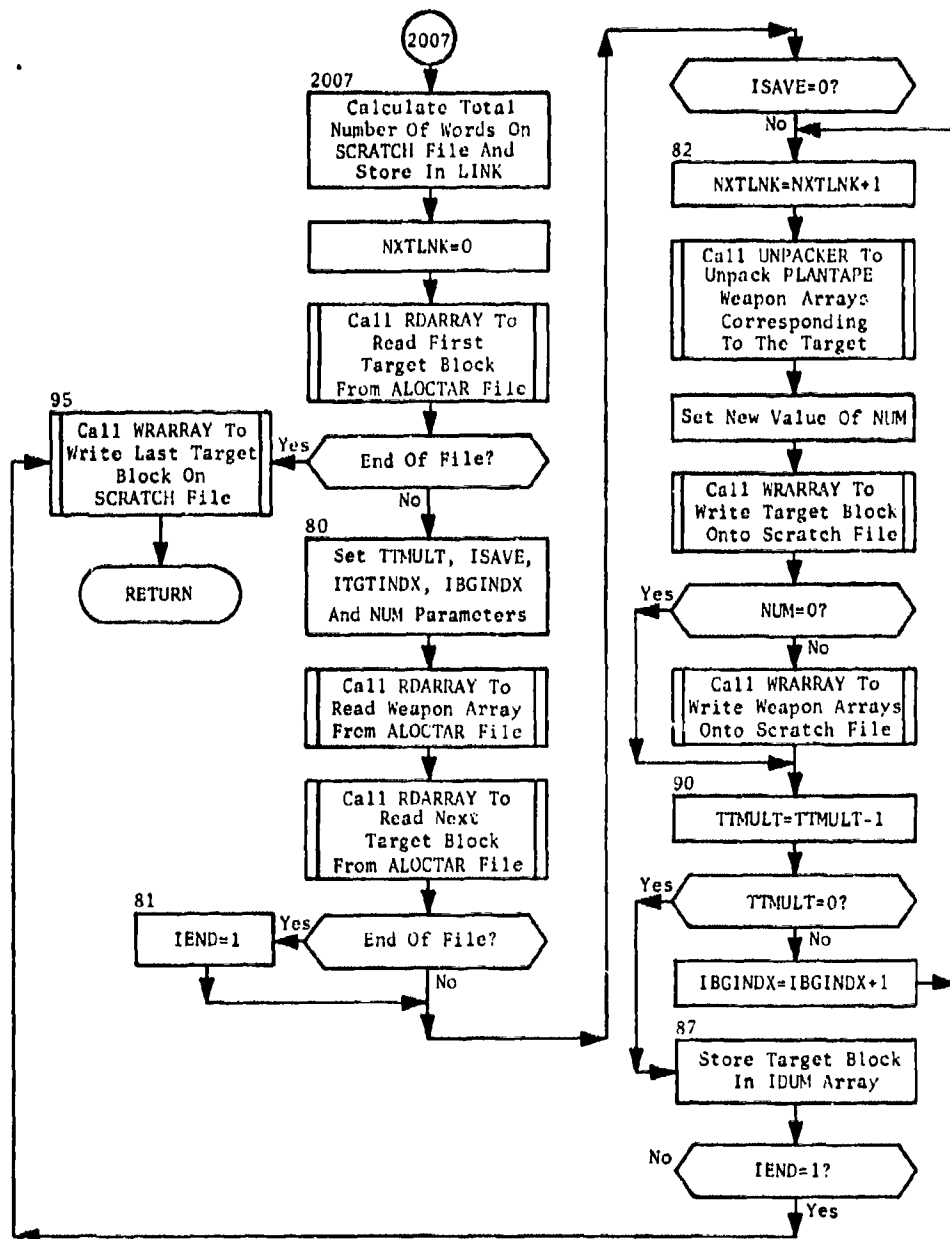 2007
2007
Calculate Total
Number Of Words On
SCRATCH File And
Store In LINK
NXTLNK=0
Call RDARRAY To
Read First
Target Block
From ALOCTAR File
95
Call WRARRAY To
Write Last Target
Block On
SCRATCH File
Yes
End Of File?
No
RETURN
80
Set TTMULT, ISAVE,
ITGTINDX, IBGINDX
And NUM Parameters
Call RDARRAY To
Read Weapon Array
From ALOCTAR File
Call RDARRAY To
Read Next
Target Block
From ALOCTAR File
81
IEND=1
Yes
End Of File?
No
ISAVE=0?
No
82
NXTLNK=NXTLNK+1
Call UNPACKER To
Unpack PLANTAPE
Weapon Arrays
Corresponding
To The Target
Set New Value Of NUM
Call WRARRAY To
Write Target Block
Onto Scratch File
Yes
NUM=0?
No
Call WRARRAY To
Write Weapon Arrays
Onto Scratch File
90
TTMULT=TTMULT-1
Yes
TTMULT=0?
No
IBGINDX=IBGINDX+1
87
Store Target Block
In IDUM Array
No
IEND=1?
Yes